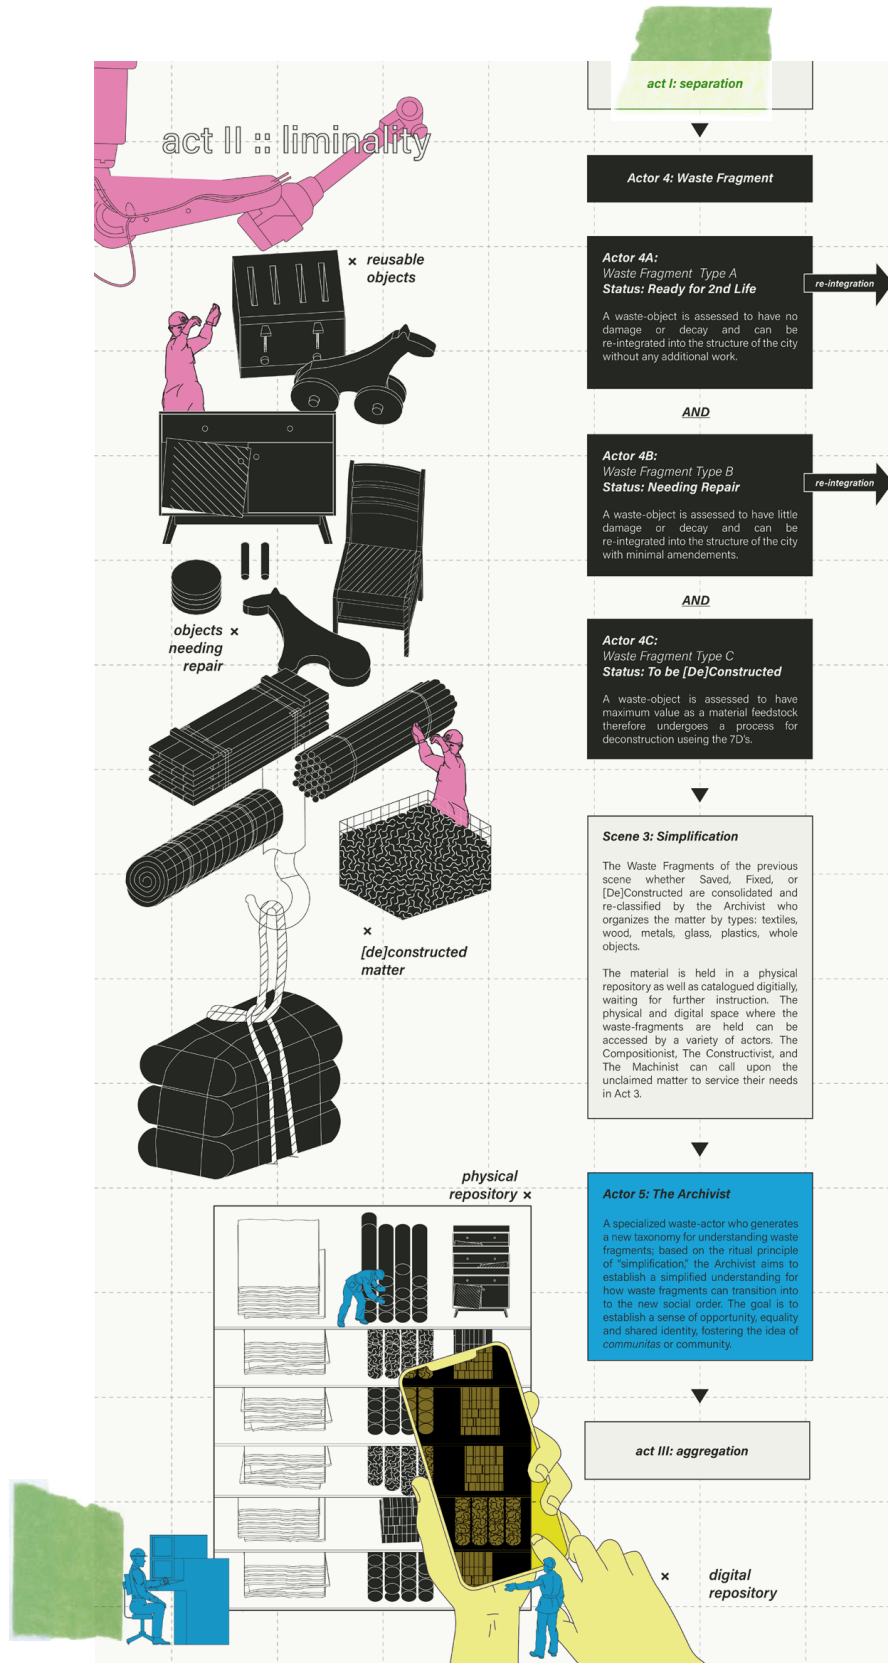 act I: separation
act II :: liminality
Actor 4: Waste Fragment
× reusable
objects
Actor 4A:
Waste Fragment Type A
Status: Ready for 2nd Life
A waste-object is assessed to have no
damage or decay and can be
re-integrated into the structure of the city
without any additional work.
re-integration
AND
Actor 4B:
Waste Fragment Type B
Status: Needing Repair
A waste-object is assessed to have little
damage or decay and can be
re-integrated into the structure of the city
with minimal amendements.
re-integration
AND
objects ×
needing
repair
Actor 4C:
Waste Fragment Type C
Status: To be [De]Constructed
A waste-object is assessed to have
maximum value as a material feedstock
therefore undergoes a process for
deconstruction useing the 7D's.
×
[de]constructed
matter
Scene 3: Simplification
The Waste Fragments of the previous
scene whether Saved, Fixed, or
[De]Constructed are consolidated and
re-classified by the Archivist who
organizes the matter by types: textiles,
wood, metals, glass, plastics, whole
objects.
The material is held in a physical
repository as well as catalogued digitially,
waiting for further instruction. The
physical and digital space where the
waste-fragments are held can be
accessed by a variety of actors. The
Compositionist, The Constructivist, and
The Machinist can call upon the
unclaimed matter to service their needs
in Act 3.
physical
repository ×
Actor 5: The Archivist
A specialized waste-actor who generates
a new taxonomy for understanding waste
fragments; based on the ritual principle
of "simplification," the Archivist aims to
establish a simplified understanding for
how waste fragments can transition into
to the new social order. The goal is to
establish a sense of opportunity, equality
and shared identity, fostering the idea of
communitas or community.
act III: aggregation
× digital
repository